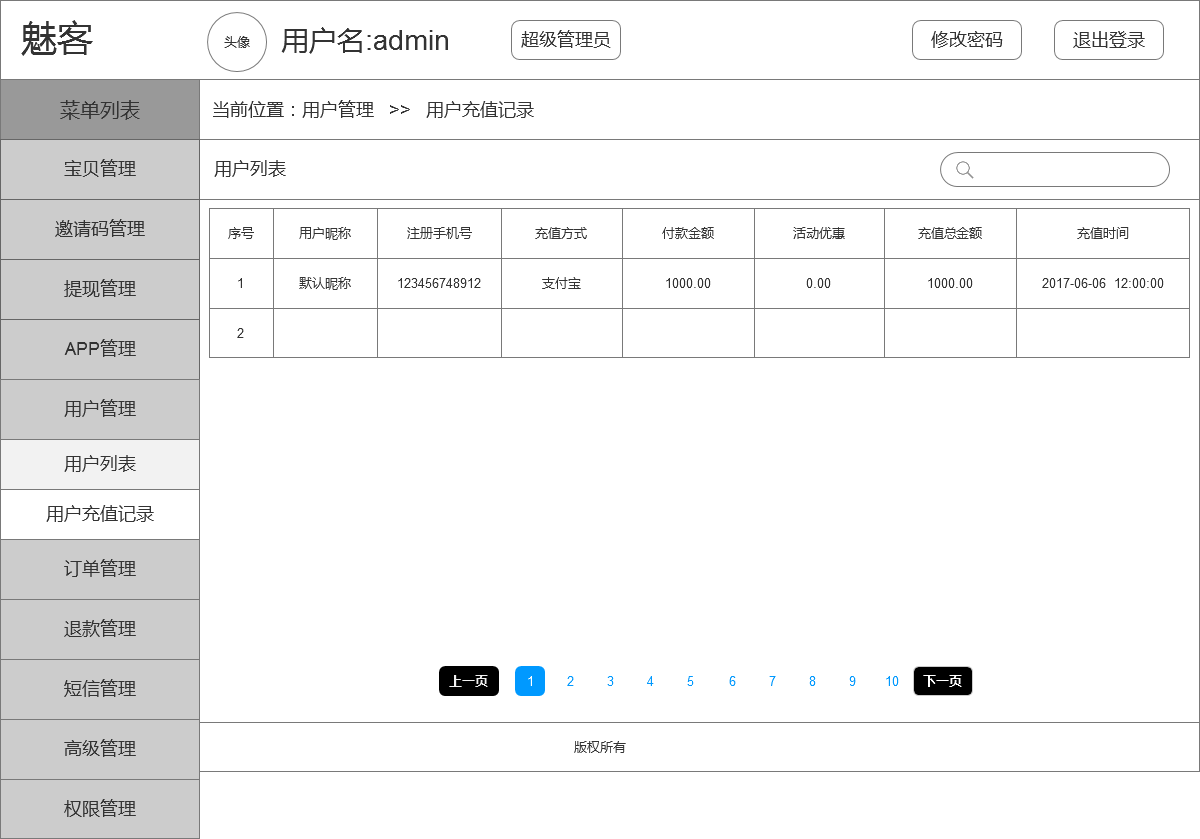 魅客
头像
用户名:admin
超级管理员
修改密码
退出登录
菜单列表
当前位置：用户管理 >> 用户充值记录
宝贝管理
用户列表
邀请码管理
序号 用户昵称 注册手机号 充值方式 付款金额 活动优惠 充值总金额 充值时间
1 默认昵称 123456748912 支付宝 1000.00 0.00 1000.00 2017-06-06 12:00:00
2
提现管理
APP管理
用户管理
用户列表
用户充值记录
订单管理
退款管理
短信管理
高级管理
权限管理
上一页 1 2 3 4 5 6 7 8 9 10 下一页
版权所有